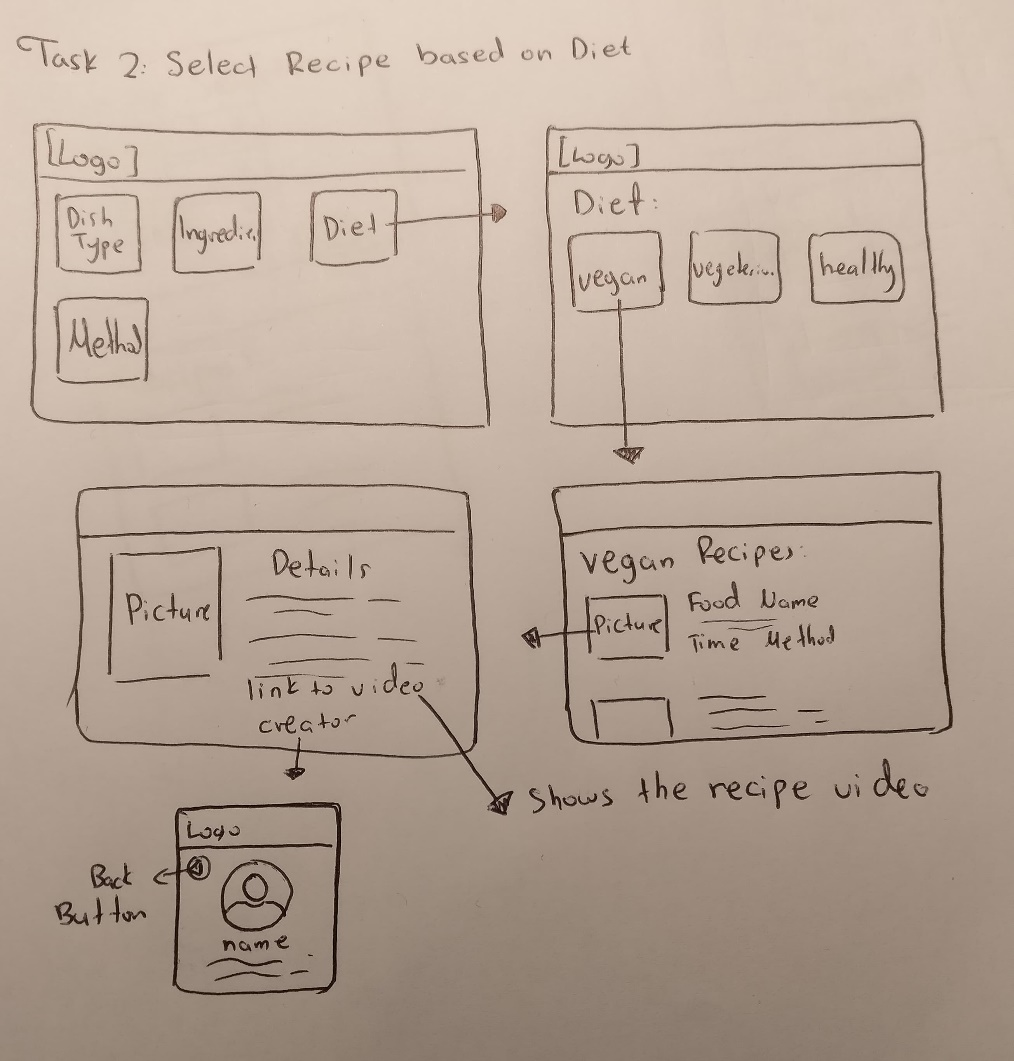 Task 2: Select Recipe based on Diet
[Logo]
Dish
Type
Diet
Method
[Logo]
Diet:
vegan
healthy
vegan Recipes:
Picture
Food Name
Time Method
Details
Picture
link to video
creator
Shows the recipe video
Logo
Back
Button
name